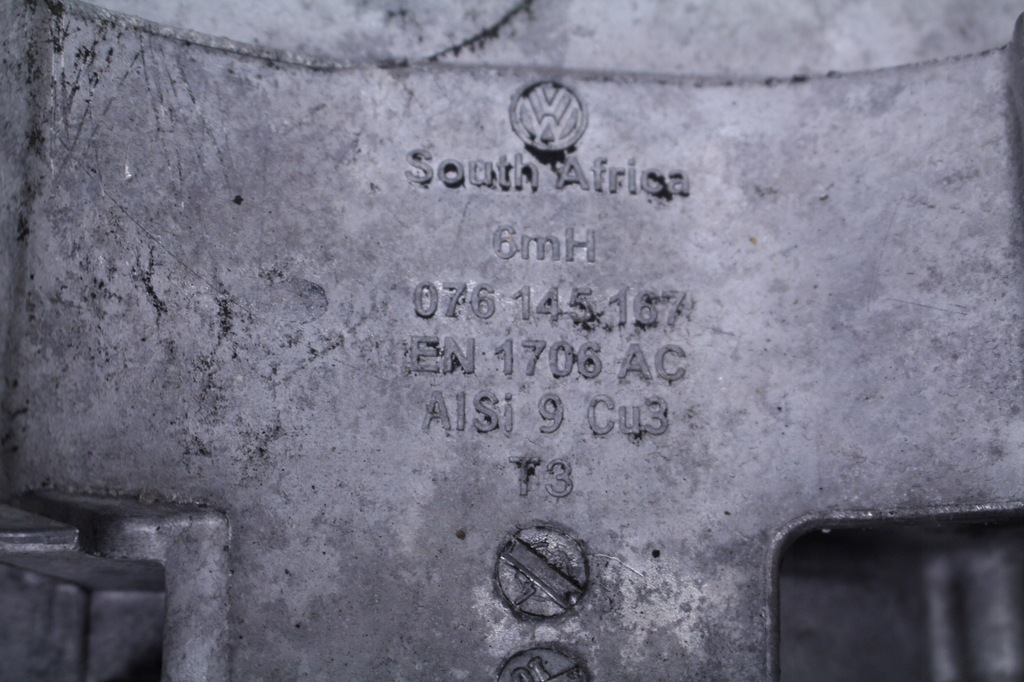 VW
South Africa
6mH
076 145 167
EN 1706 AC
AlSi 9 Cu3
T3